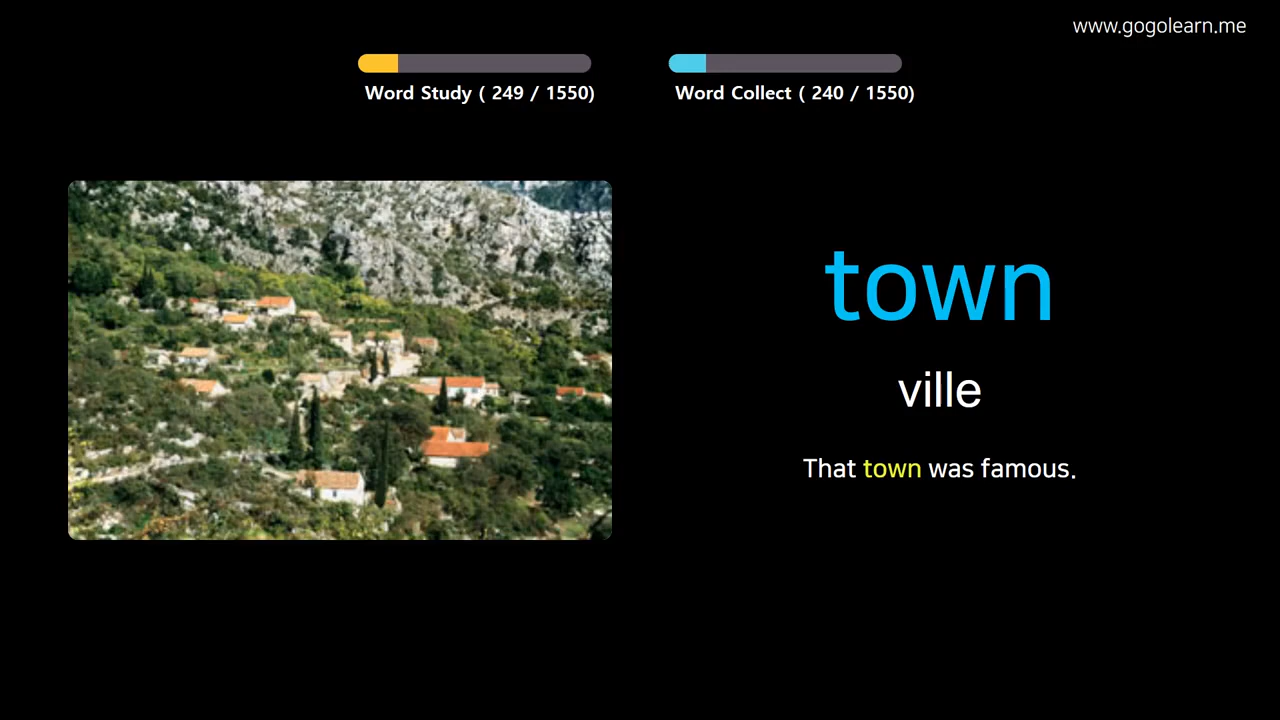 www.gogolearn.me
Word Study ( 249 / 1550)
Word Collect ( 240 / 1550)
town
ville
That town was famous.